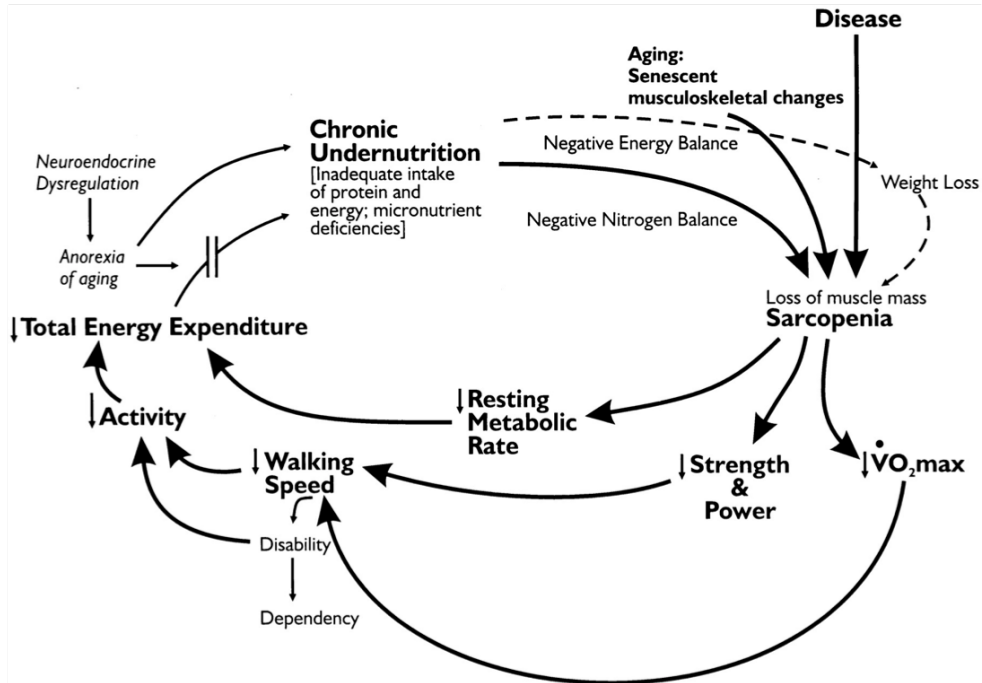 Disease
Aging:
Senescent
musculoskeletal changes
Chronic
Undernutrition
[Inadequate intake
of protein and
energy; micronutrient
deficiencies]
Negative Energy Balance
Negative Nitrogen Balance
Weight Loss
Neuroendocrine
Dysregulation
Anorexia
of aging
Loss of muscle mass
Sarcopenia
↓Total Energy Expenditure
↓Activity
↓Resting
Metabolic
Rate
↓Walking
Speed
↓Strength
&
Power
↓V̇O₂max
Disability
Dependency